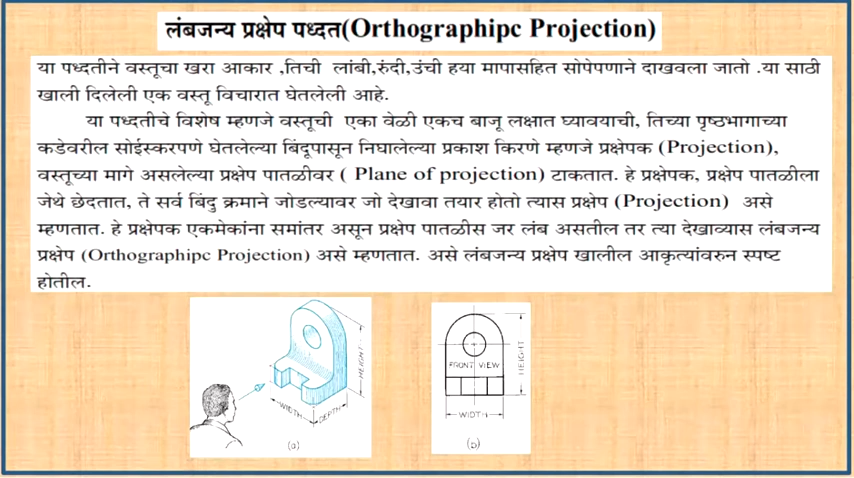 लंबजन्य प्रक्षेप पध्दत(Orthographipc Projection)
या पध्दतीने वस्तूचा खरा आकार ,तिची लांबी,रुंदी,उंची हया मापासहित सोपेपणाने दाखवला जातो .या साठी
खाली दिलेली एक वस्तू विचारात घेतलेली आहे.
या पध्दतीचे विशेष म्हणजे वस्तूची एका वेळी एकच बाजू लक्षात घ्यावयाची, तिच्या पृष्ठभागाच्या
कडेवरील सोईस्करपणे घेतलेल्या बिंदूपासून निघालेल्या प्रकाश किरणे म्हणजे प्रक्षेपक (Projection),
वस्तूच्या मागे असलेल्या प्रक्षेप पातळीवर ( Plane of projection) टाकतात. हे प्रक्षेपक, प्रक्षेप पातळीला
जेथे छेदतात, ते सर्व बिंदु क्रमाने जोडल्यावर जो देखावा तयार होतो त्यास प्रक्षेप (Projection) असे
म्हणतात. हे प्रक्षेपक एकमेकांना समांतर असून प्रक्षेप पातळीस जर लंब असतील तर त्या देखाव्यास लंबजन्य
प्रक्षेप (Orthographipc Projection) असे म्हणतात. असे लंबजन्य प्रक्षेप खालील आकृत्यांवरुन स्पष्ट
होतील.
HEIGHT
WIDTH
DEPTH
(a)
FRONT VIEW
HEIGHT
WIDTH
(b)